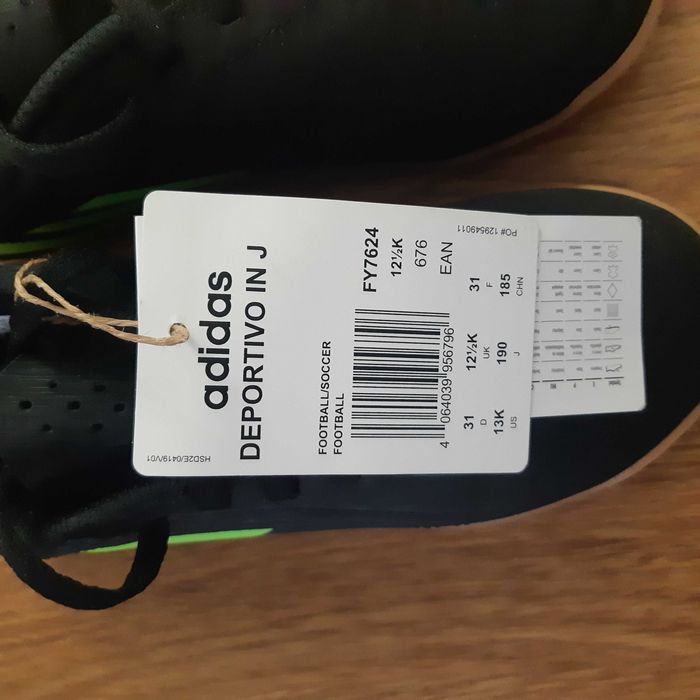 adidas
DEPORTIVO IN J
FOOTBALL/SOCCER
FOOTBALL
FY7624
12½K
676
EAN
4 064039 956796
31
D
12½K
UK
31
F
13K
US
190
J
185
CHN
HSD2E/0419/V01
PO# 129549011